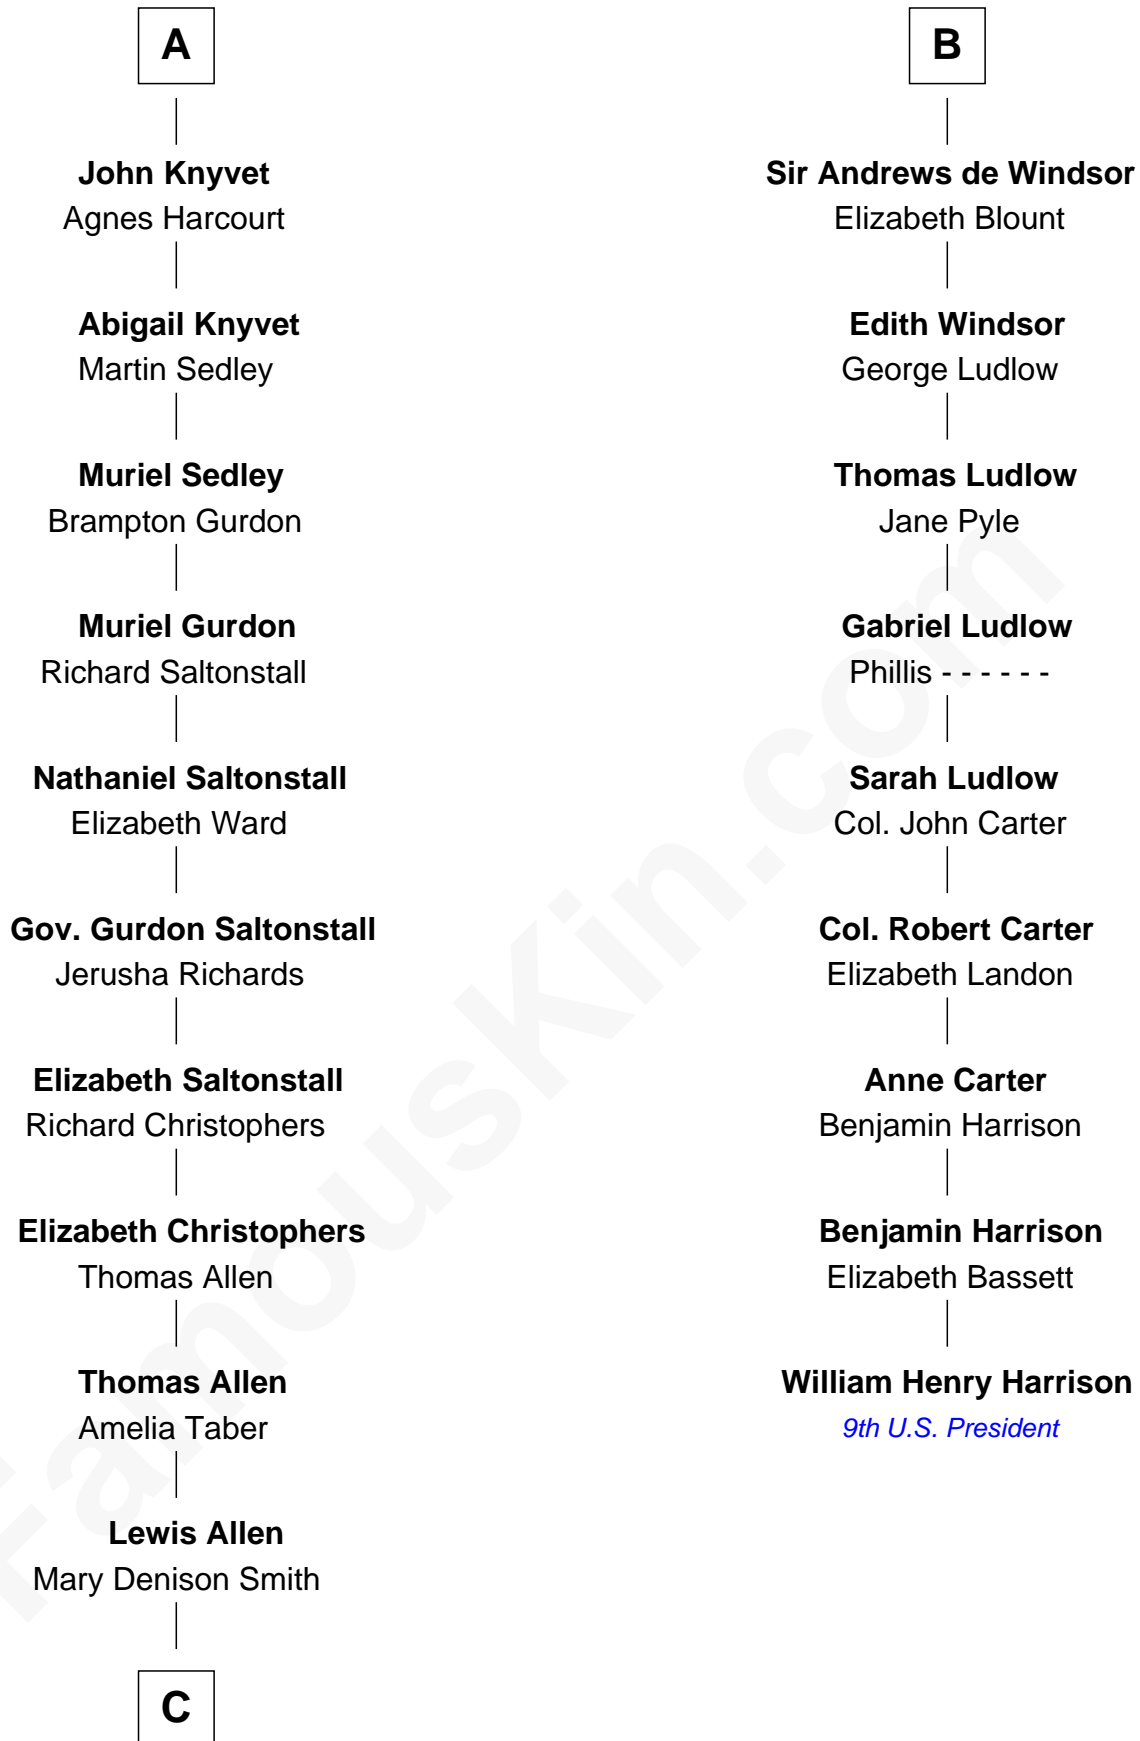 A
John Knyvet
Agnes Harcourt
Abigail Knyvet
Martin Sedley
Muriel Sedley
Brampton Gurdon
Muriel Gurdon
Richard Saltonstall
Nathaniel Saltonstall
Elizabeth Ward
Gov. Gurdon Saltonstall
Jerusha Richards
Elizabeth Saltonstall
Richard Christophers
Elizabeth Christophers
Thomas Allen
Thomas Allen
Amelia Taber
Lewis Allen
Mary Denison Smith
C
B
Sir Andrews de Windsor
Elizabeth Blount
Edith Windsor
George Ludlow
Thomas Ludlow
Jane Pyle
Gabriel Ludlow
Phillis - - - - - -
Sarah Ludlow
Col. John Carter
Col. Robert Carter
Elizabeth Landon
Anne Carter
Benjamin Harrison
Benjamin Harrison
Elizabeth Bassett
William Henry Harrison
9th U.S. President
FamousKin.com